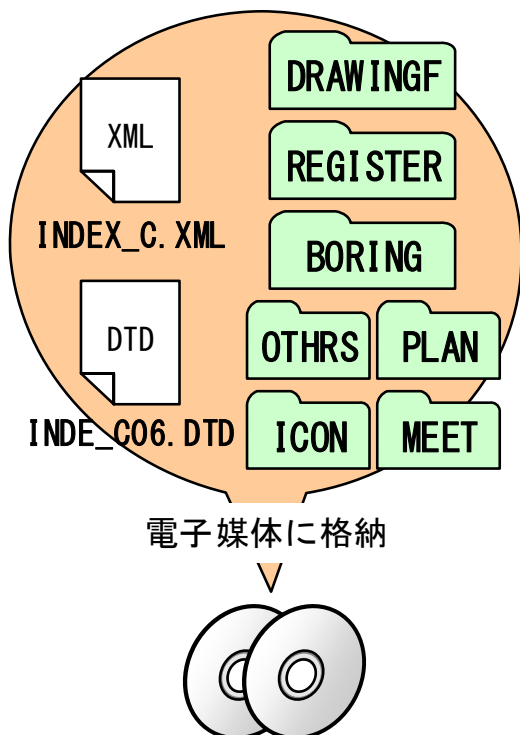 XML
INDEX_C.XML
DTD
INDE_C06.DTD
DRAWINGF
REGISTER
BORING
OTHRS
PLAN
ICON
MEET
電子媒体に格納